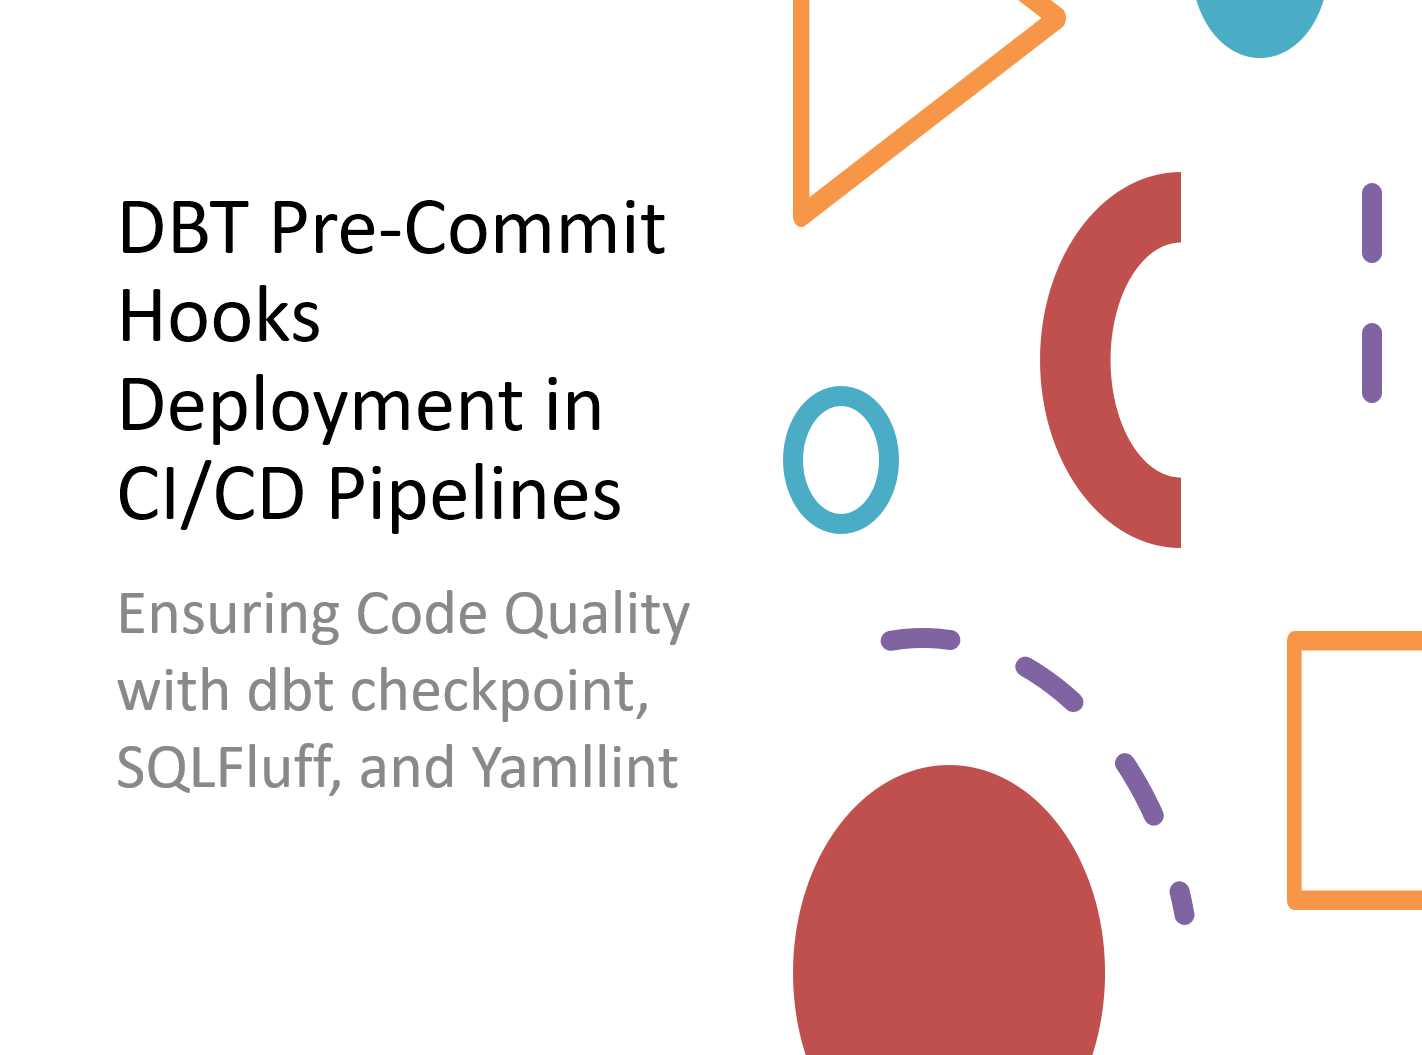 DBT Pre-Commit
Hooks
Deployment in
CI/CD Pipelines
Ensuring Code Quality
with dbt checkpoint,
SQLFluff, and Yamllint